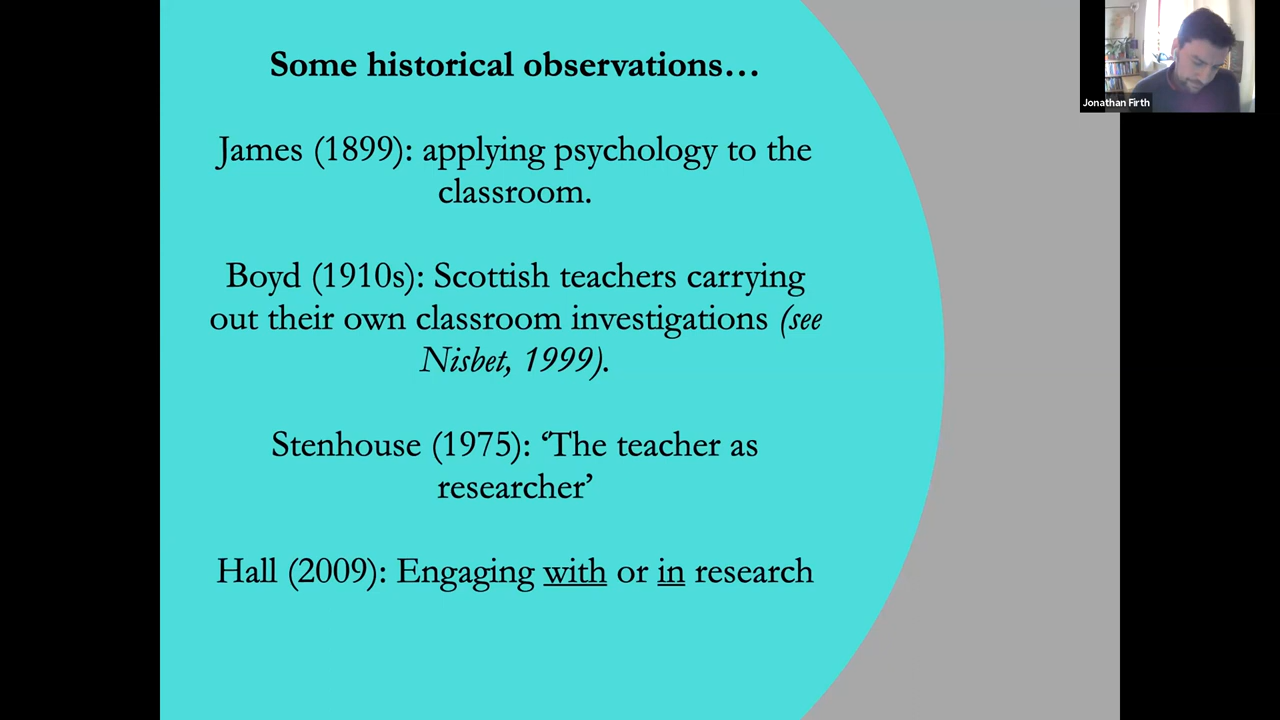 Some historical observations…
James (1899): applying psychology to the
classroom.
Boyd (1910s): Scottish teachers carrying
out their own classroom investigations (see
Nisbet, 1999).
Stenhouse (1975): ‘The teacher as
researcher’
Hall (2009): Engaging with or in research
Jonathan Firth